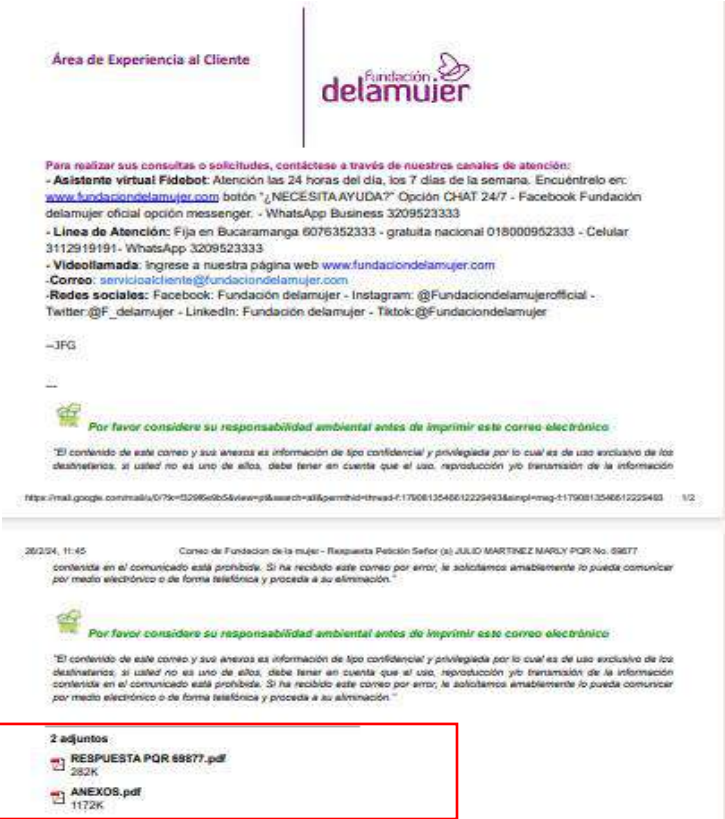 Área de Experiencia al Cliente
Fundación
delamujer
Para realizar sus consultas o solicitudes, contáctese a través de nuestros canales de atención:
- Asistente virtual Fidebot: Atención las 24 horas del día, los 7 días de la semana. Encuéntrelo en:
www.fundaciondelamujer.com botón "¿NECESITA AYUDA?" Opción CHAT 24/7 - Facebook Fundación
delamujer oficial opción messenger. - WhatsApp Business 3209523333
- Línea de Atención: Fija en Bucaramanga 6076352333 - gratuita nacional 018000952333 - Celular
3112919191- WhatsApp 3209523333
- Videollamada: Ingrese a nuestra página web www.fundaciondelamujer.com
-Correo: servicioalcliente@fundaciondelamujer.com
-Redes sociales: Facebook: Fundación delamujer - Instagram: @Fundaciondelamujerofficial -
Twitter:@F_delamujer - LinkedIn: Fundación delamujer - Tiktok:@Fundaciondelamujer
--JFG
---
Por favor considere su responsabilidad ambiental antes de imprimir este correo electrónico
"El contenido de este correo y sus anexos es información de tipo confidencial y privilegiada por lo cual es de uso exclusivo de los
destinatarios, si usted no es uno de ellos, debe tener en cuenta que el uso, reproducción y/o transmisión de la información
1/2
28/2/24, 11:45 Correo de Fundacion de la mujer - Respuesta Petición Señor (a) JULIO MARTINEZ MARLY PQR No. 69877
contenida en el comunicado está prohibida. Si ha recibido este correo por error, le solicitamos amablemente lo pueda comunicar
por medio electrónico o de forma telefónica y proceda a su eliminación."
Por favor considere su responsabilidad ambiental antes de imprimir este correo electrónico
"El contenido de este correo y sus anexos es información de tipo confidencial y privilegiada por lo cual es de uso exclusivo de los
destinatarios, si usted no es uno de ellos, debe tener en cuenta que el uso, reproducción y/o transmisión de la información
contenida en el comunicado está prohibida. Si ha recibido este correo por error, le solicitamos amablemente lo pueda comunicar
por medio electrónico o de forma telefónica y proceda a su eliminación."
2 adjuntos
RESPUESTA PQR 69877.pdf
282K
ANEXOS.pdf
1172K